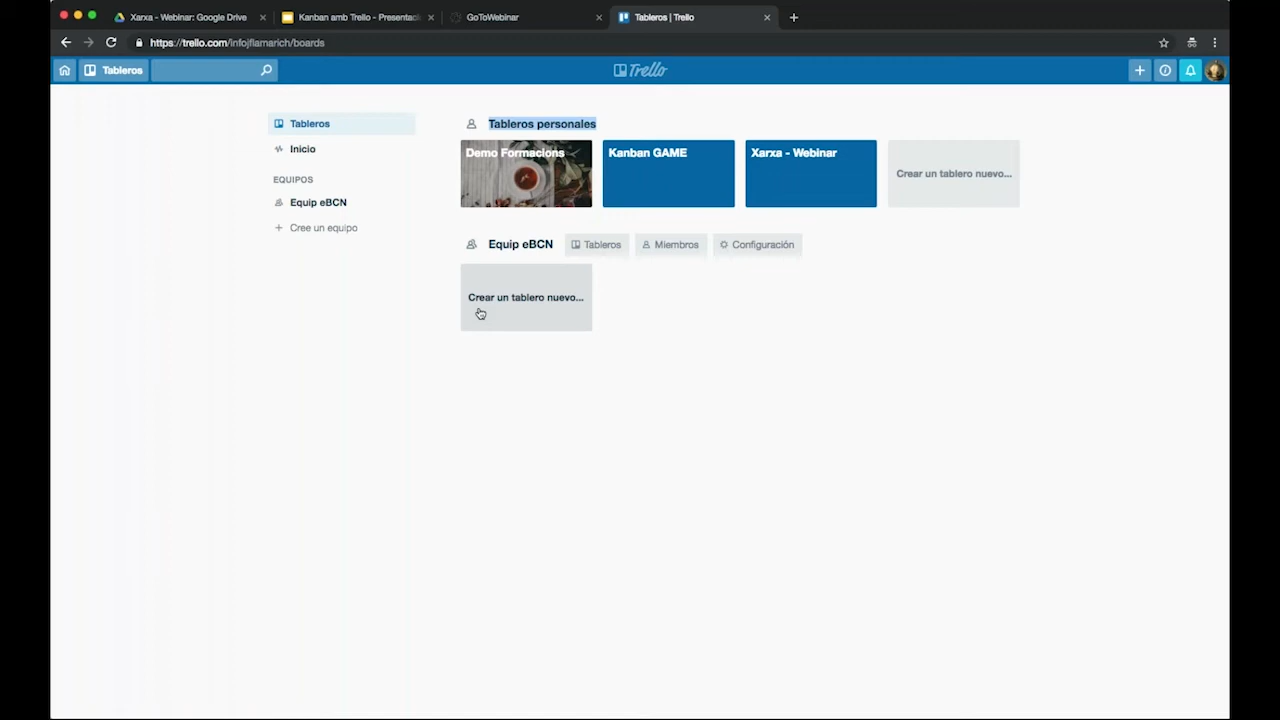 Xarxa - Webinar: Google Drive
Kanban amb Trello - Presentac
GoToWebinar
Tableros | Trello
https://trello.com/infojflamarich/boards
Tableros
Trello
Tableros
Inicio
EQUIPOS
Equip eBCN
Cree un equipo
Tableros personales
Demo Formacions
Kanban GAME
Xarxa - Webinar
Crear un tablero nuevo...
Equip eBCN
Tableros
Miembros
Configuración
Crear un tablero nuevo...